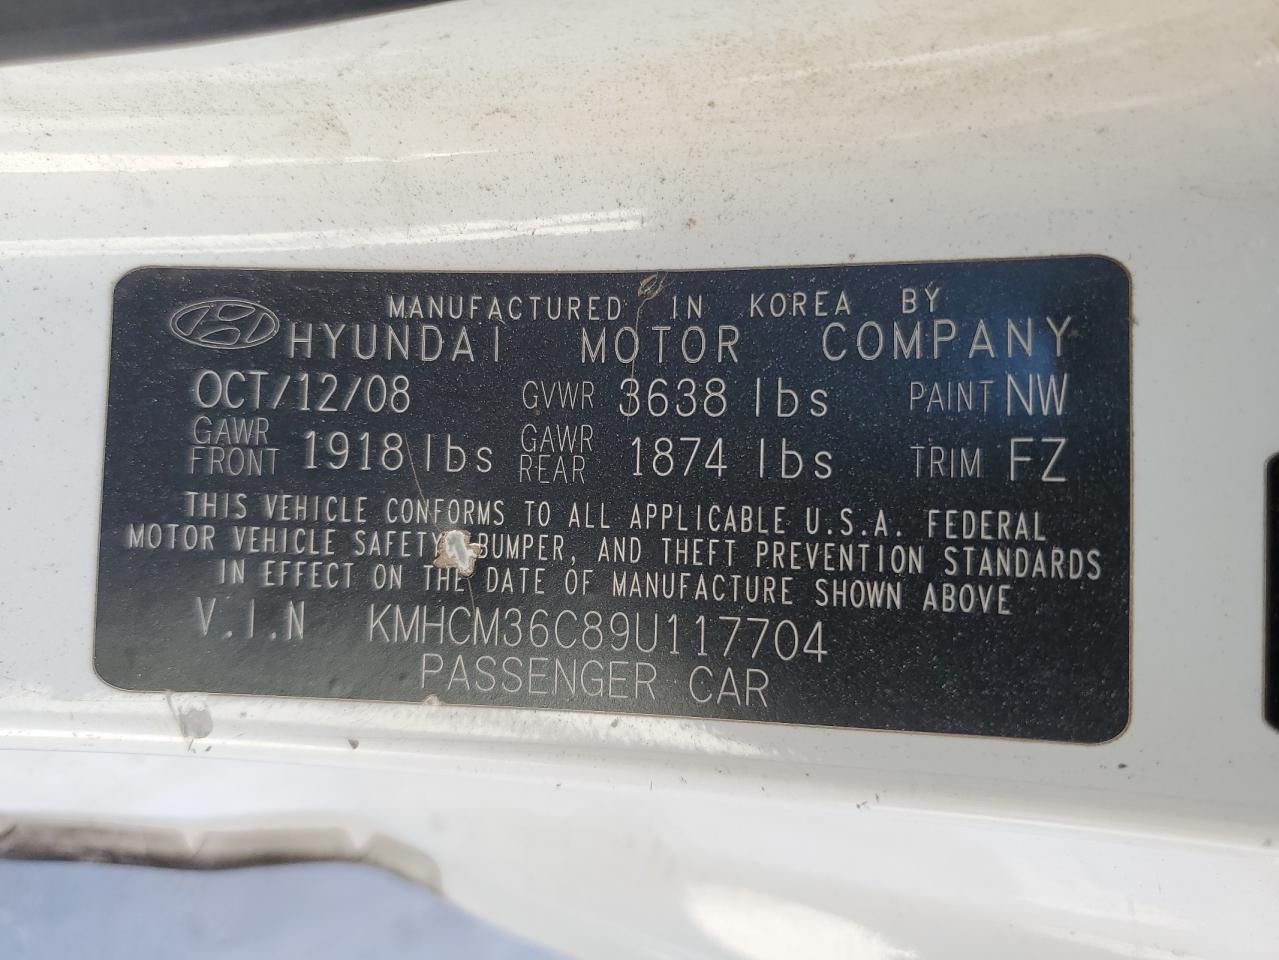 MANUFACTURED IN KOREA BY
HYUNDAI MOTOR COMPANY
OCT/12/08 GVWR 3638 lbs PAINT NW
GAWR FRONT 1918 lbs GAWR REAR 1874 lbs TRIM FZ
THIS VEHICLE CONFORMS TO ALL APPLICABLE U.S.A. FEDERAL
MOTOR VEHICLE SAFETY BUMPER, AND THEFT PREVENTION STANDARDS
IN EFFECT ON THE DATE OF MANUFACTURE SHOWN ABOVE
V.I.N KMHCM36C89U117704
PASSENGER CAR